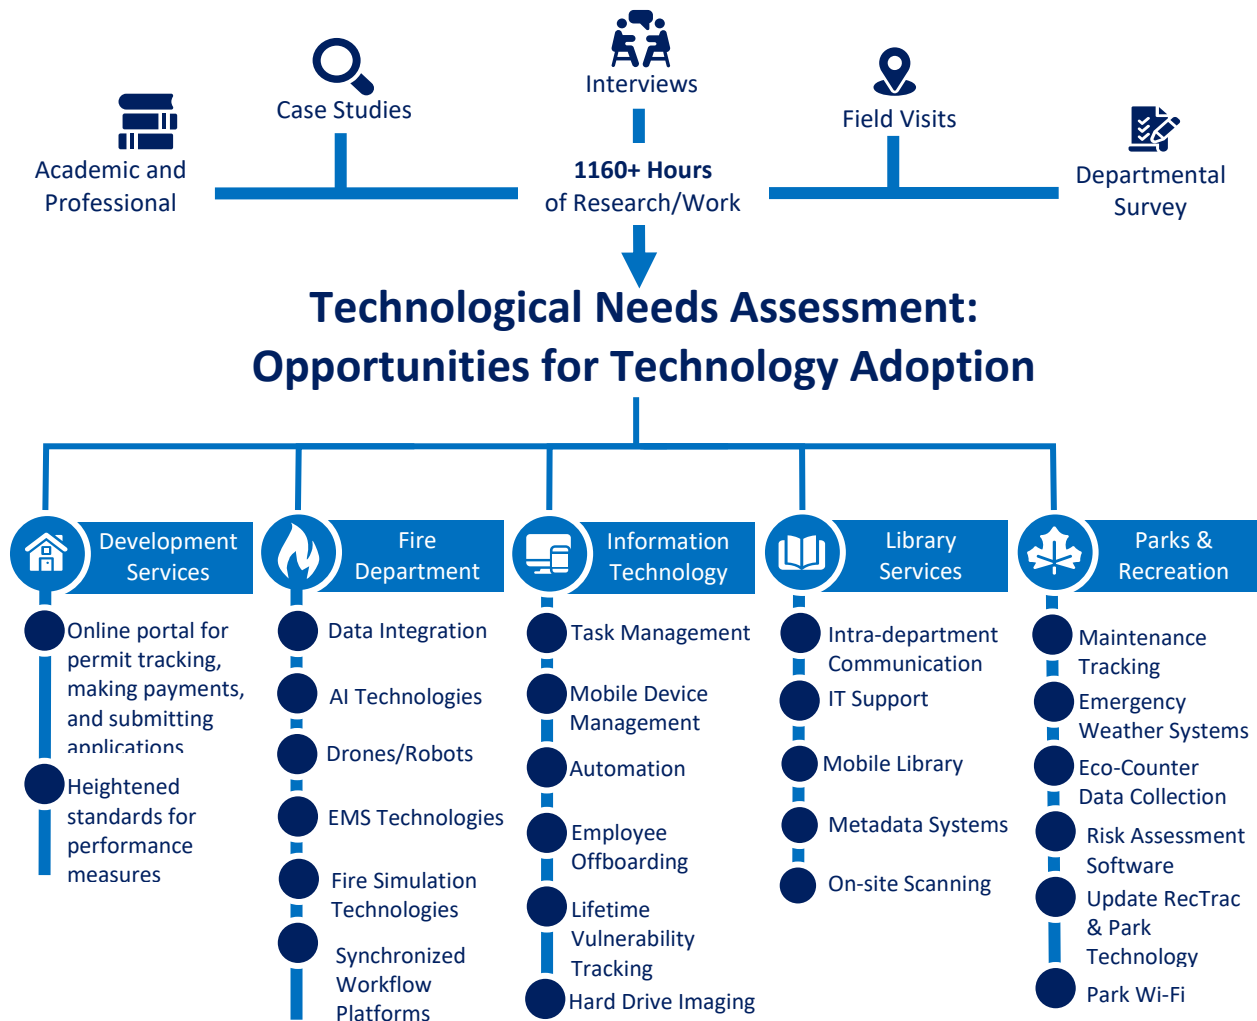 Interviews
Case Studies
Field Visits
Academic and
Professional
1160+ Hours
of Research/Work
Departmental
Survey
Technological Needs Assessment:
Opportunities for Technology Adoption
Development
Services
Online portal for
permit tracking,
making payments,
and submitting
applications
Heightened
standards for
performance
measures
Fire
Department
Data Integration
AI Technologies
Drones/Robots
EMS Technologies
Fire Simulation
Technologies
Synchronized
Workflow
Platforms
Information
Technology
Task Management
Mobile Device
Management
Automation
Employee
Offboarding
Lifetime
Vulnerability
Tracking
Hard Drive Imaging
Library
Services
Intra-department
Communication
IT Support
Mobile Library
Metadata Systems
On-site Scanning
Parks &
Recreation
Maintenance
Tracking
Emergency
Weather Systems
Eco-Counter
Data Collection
Risk Assessment
Software
Update RecTrac
& Park
Technology
Park Wi-Fi